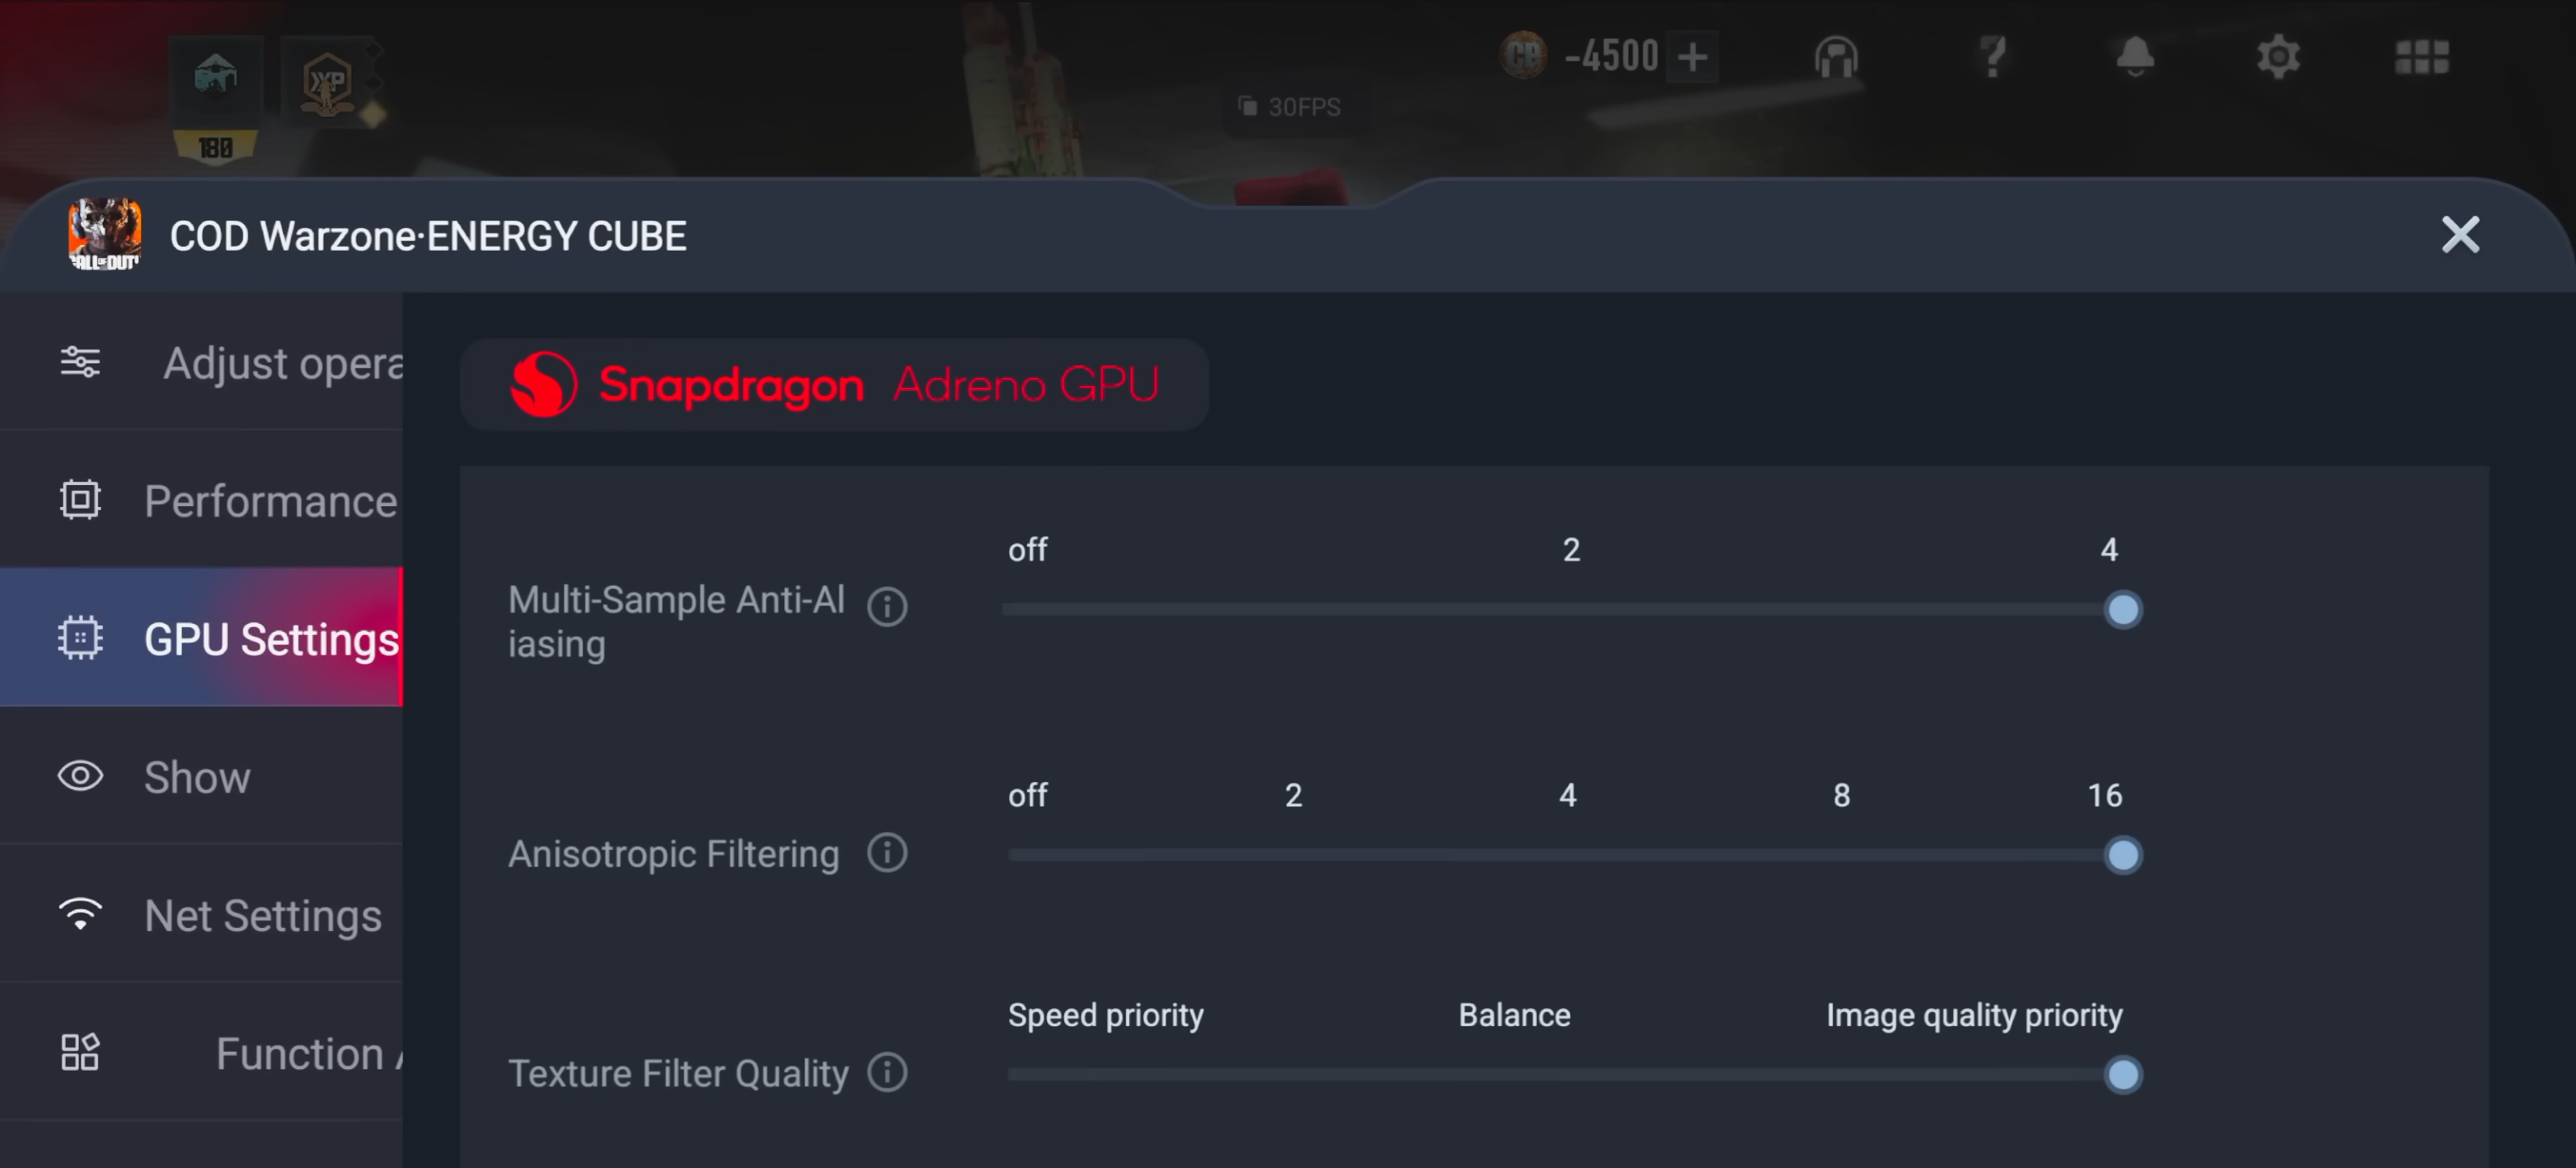 180
XP
CP -4500 +
30FPS
COD Warzone·ENERGY CUBE
Snapdragon Adreno GPU
Adjust opera
Performance
GPU Settings
Show
Net Settings
Function
off 2 4
Multi-Sample Anti-Al
iasing
off 2 4 8 16
Anisotropic Filtering
Speed priority Balance Image quality priority
Texture Filter Quality